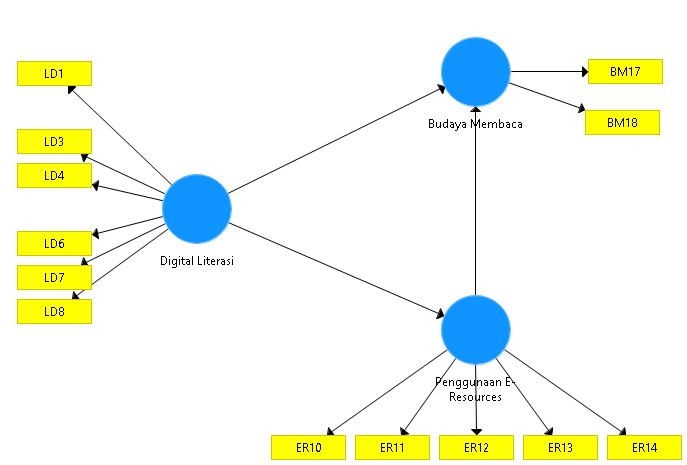 LD1
LD3
LD4
LD6
LD7
LD8
Digital Literasi
Budaya Membaca
BM17
BM18
Penggunaan E-
Resources
ER10
ER11
ER12
ER13
ER14